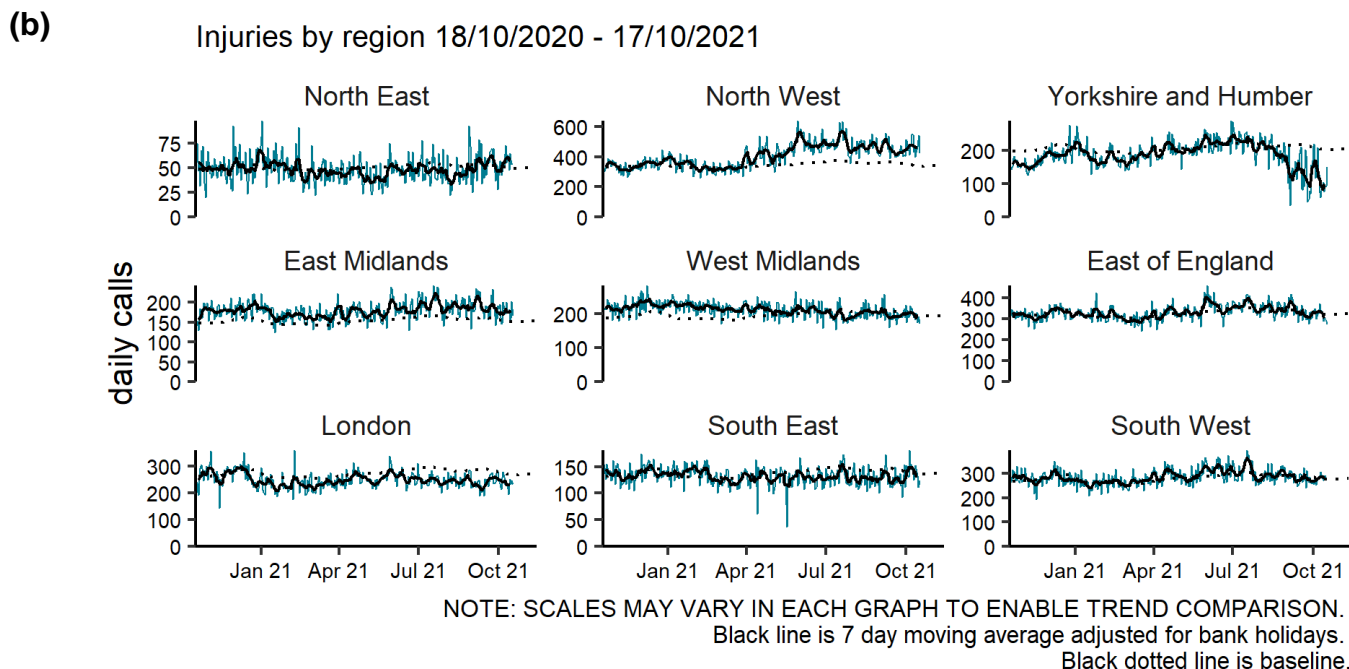 (b)
Injuries by region 18/10/2020 - 17/10/2021
North East
75
50
25
0
North West
600
400
200
0
Yorkshire and Humber
200
100
0
daily calls
East Midlands
200
150
100
50
0
West Midlands
200
100
0
East of England
400
300
200
100
0
London
300
200
100
0
Jan 21 Apr 21 Jul 21 Oct 21
South East
150
100
50
0
Jan 21 Apr 21 Jul 21 Oct 21
South West
300
200
100
0
Jan 21 Apr 21 Jul 21 Oct 21
NOTE: SCALES MAY VARY IN EACH GRAPH TO ENABLE TREND COMPARISON.
Black line is 7 day moving average adjusted for bank holidays.
Black dotted line is baseline.